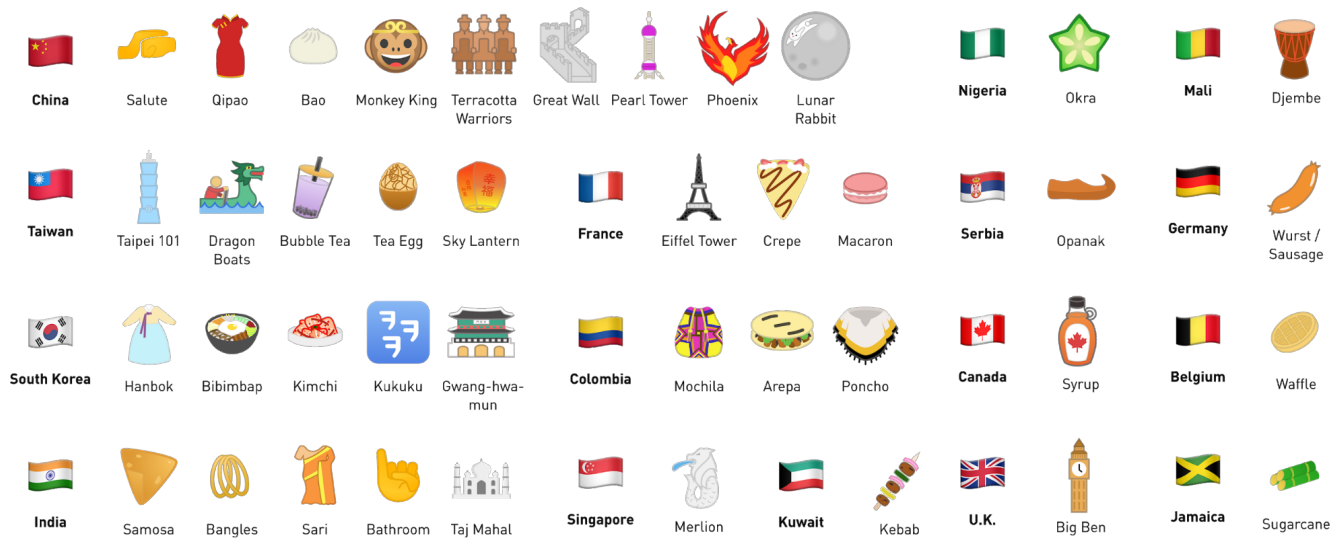 China
Salute
Qipao
Bao
Monkey King
Terracotta
Warriors
Great Wall
Pearl Tower
Phoenix
Lunar
Rabbit
Nigeria
Okra
Mali
Djembe
Taiwan
Taipei 101
Dragon
Boats
Bubble Tea
Tea Egg
幸福
Sky Lantern
France
Eiffel Tower
Crepe
Macaron
Serbia
Opanak
Germany
Wurst /
Sausage
South Korea
Hanbok
Bibimbap
Kimchi
ㅋㅋㅋ
Kukuku
Gwang-hwa-
mun
Colombia
Mochila
Arepa
Poncho
Canada
Syrup
Belgium
Waffle
India
Samosa
Bangles
Sari
Bathroom
Taj Mahal
Singapore
Merlion
Kuwait
Kebab
U.K.
Big Ben
Jamaica
Sugarcane